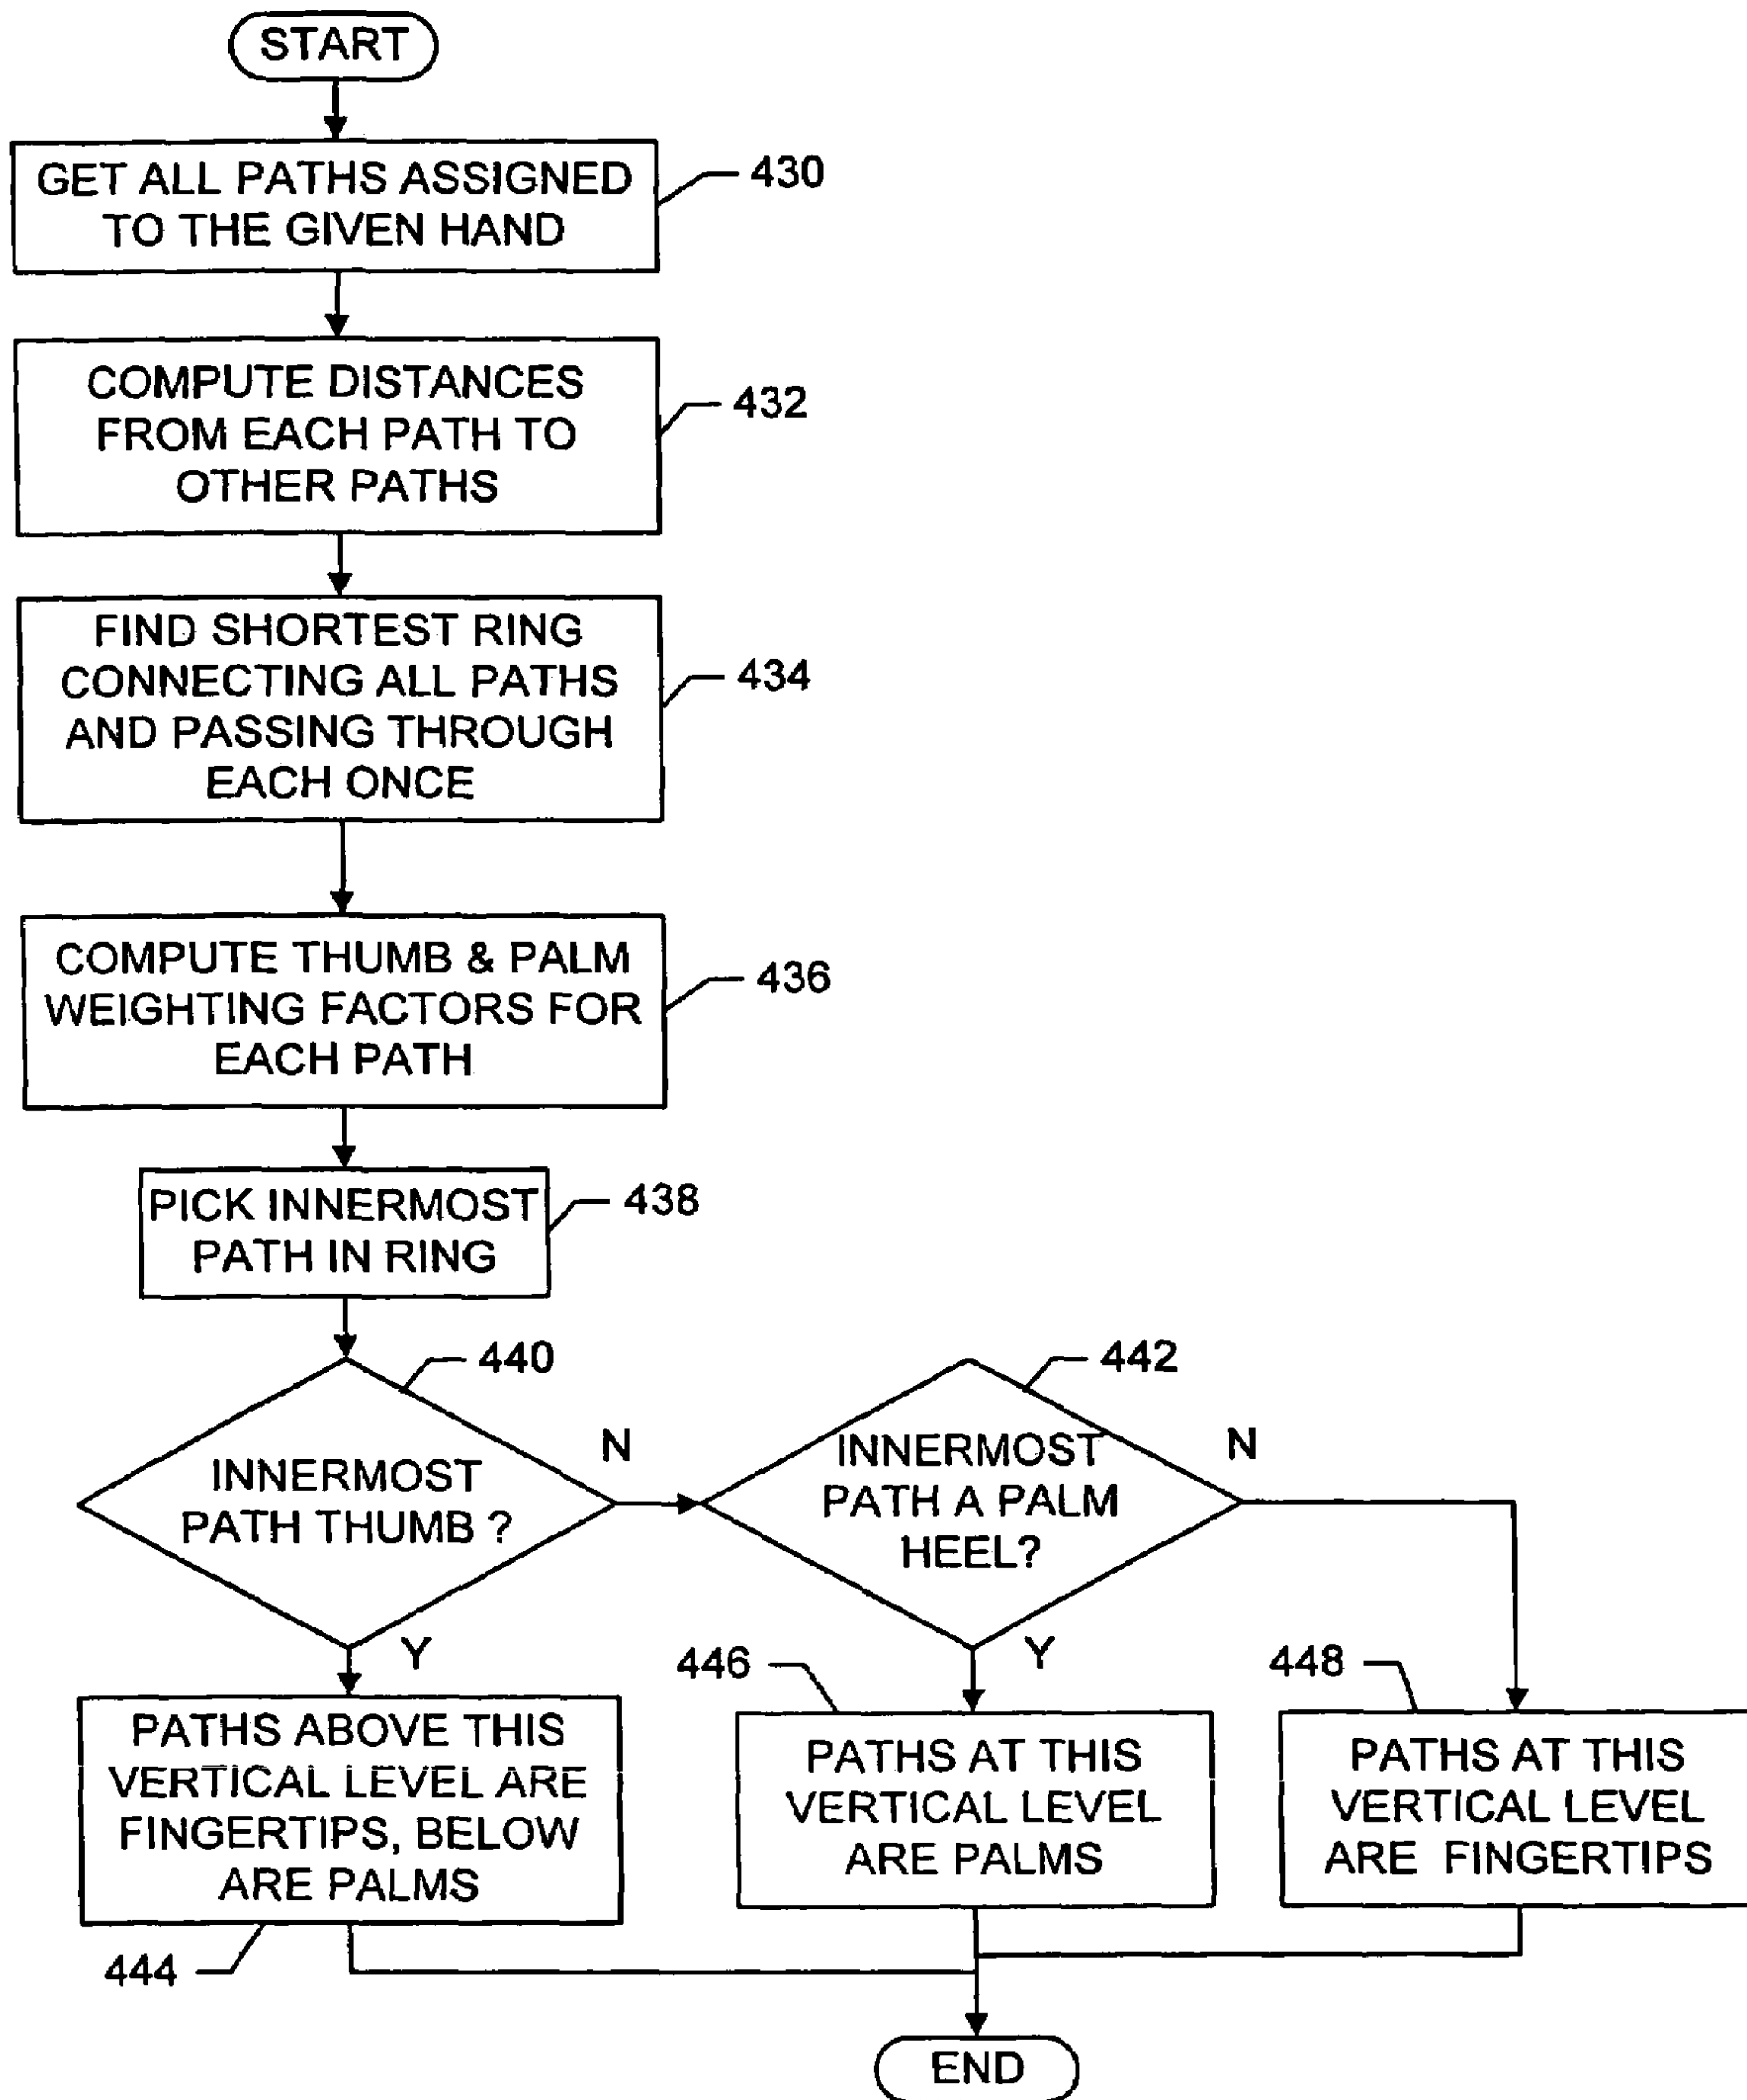 START
GET ALL PATHS ASSIGNED
TO THE GIVEN HAND
430
COMPUTE DISTANCES
FROM EACH PATH TO
OTHER PATHS
432
FIND SHORTEST RING
CONNECTING ALL PATHS
AND PASSING THROUGH
EACH ONCE
434
COMPUTE THUMB & PALM
WEIGHTING FACTORS FOR
EACH PATH
436
PICK INNERMOST
PATH IN RING
438
440
INNERMOST
PATH THUMB ?
N
Y
442
INNERMOST
PATH A PALM
HEEL?
N
Y
PATHS ABOVE THIS
VERTICAL LEVEL ARE
FINGERTIPS, BELOW
ARE PALMS
444
446
PATHS AT THIS
VERTICAL LEVEL
ARE PALMS
448
PATHS AT THIS
VERTICAL LEVEL
ARE FINGERTIPS
END